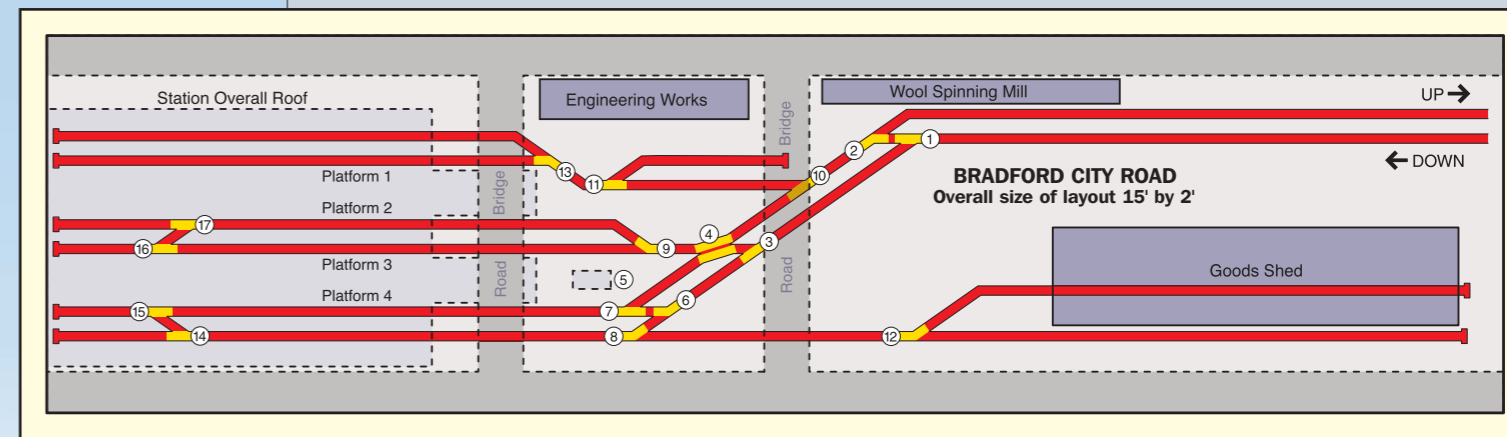 Station Overall Roof
Engineering Works
Wool Spinning Mill
UP
DOWN
BRADFORD CITY ROAD
Overall size of layout 15' by 2'
Platform 1
Platform 2
Platform 3
Platform 4
Road Bridge
Road Bridge
Goods Shed
1
2
3
4
5
6
7
8
9
10
11
12
13
14
15
16
17